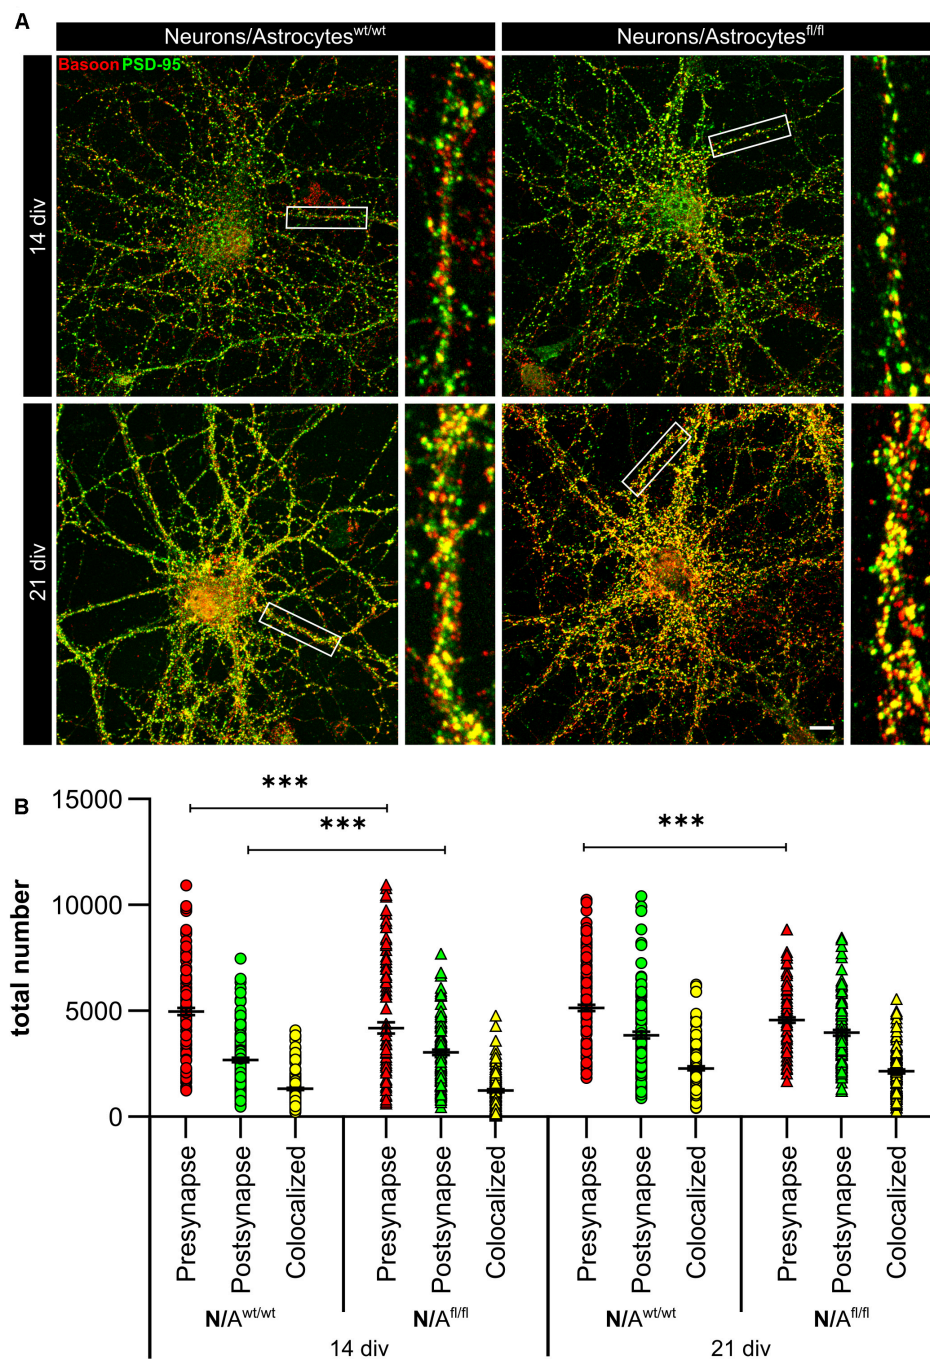 A
Neurons/Astrocytes^wt/wt
Neurons/Astrocytes^fl/fl
Basoon PSD-95
14 div
21 div
B
***
***
***
total number
15000
10000
5000
0
Presynapse
Postsynapse
Colocalized
Presynapse
Postsynapse
Colocalized
Presynapse
Postsynapse
Colocalized
Presynapse
Postsynapse
Colocalized
N/A^wt/wt
N/A^fl/fl
N/A^wt/wt
N/A^fl/fl
14 div
21 div